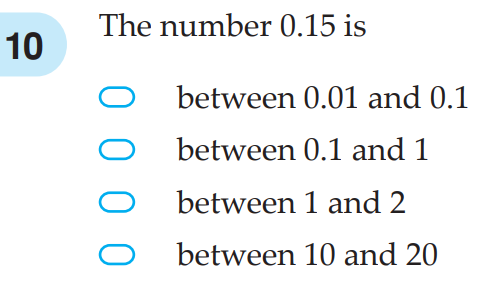 10
The number 0.15 is
between 0.01 and 0.1
between 0.1 and 1
between 1 and 2
between 10 and 20